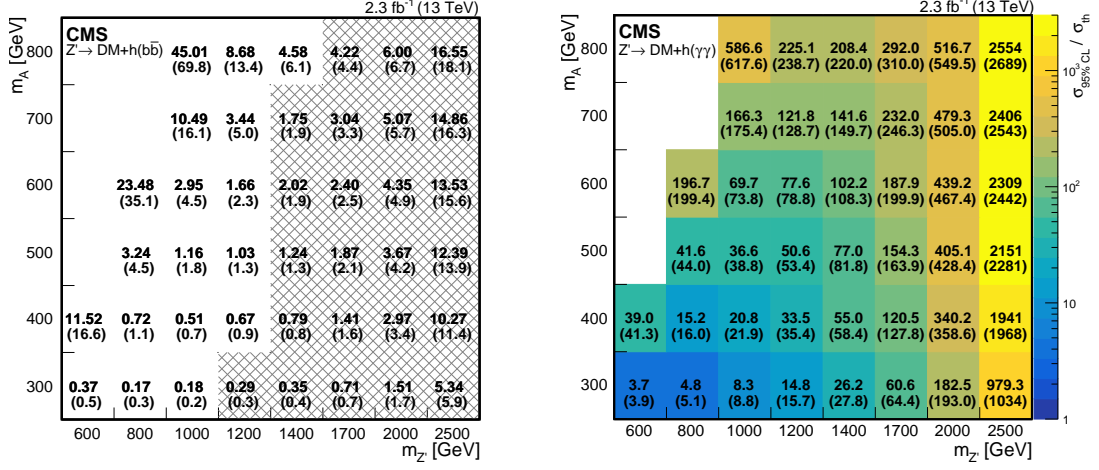 2.3 fb⁻¹ (13 TeV)
m_A [GeV]
CMS
Z'→ DM+h(bb̅)
800 45.01 8.68 4.58 4.22 6.00 16.55
(69.8) (13.4) (6.1) (4.4) (6.7) (18.1)
700 10.49 3.44 1.75 3.04 5.07 14.86
(16.1) (5.0) (1.9) (3.3) (5.7) (16.3)
600 23.48 2.95 1.66 2.02 2.40 4.35 13.53
(35.1) (4.5) (2.3) (1.9) (2.5) (4.9) (15.6)
500 3.24 1.16 1.03 1.24 1.87 3.67 12.39
(4.5) (1.8) (1.3) (1.3) (2.1) (4.2) (13.9)
400 11.52 0.72 0.51 0.67 0.79 1.41 2.97 10.27
(16.6) (1.1) (0.7) (0.9) (0.8) (1.6) (3.4) (11.4)
300 0.37 0.17 0.18 0.29 0.35 0.71 1.51 5.34
(0.5) (0.3) (0.2) (0.3) (0.4) (0.7) (1.7) (5.9)
600 800 1000 1200 1400 1700 2000 2500
m_Z' [GeV]
2.3 fb⁻¹ (13 TeV)
m_A [GeV]
CMS
Z'→ DM+h(γγ)
800 586.6 225.1 208.4 292.0 516.7 2554
(617.6) (238.7) (220.0) (310.0) (549.5) (2689)
700 166.3 121.8 141.6 232.0 479.3 2406
(175.4) (128.7) (149.7) (246.3) (505.0) (2543)
600 196.7 69.7 77.6 102.2 187.9 439.2 2309
(199.4) (73.8) (78.8) (108.3) (199.9) (467.4) (2442)
500 41.6 36.6 50.6 77.0 154.3 405.1 2151
(44.0) (38.8) (53.4) (81.8) (163.9) (428.4) (2281)
400 39.0 15.2 20.8 33.5 55.0 120.5 340.2 1941
(41.3) (16.0) (21.9) (35.4) (58.4) (127.8) (358.6) (1968)
300 3.7 4.8 8.3 14.8 26.2 60.6 182.5 979.3
(3.9) (5.1) (8.8) (15.7) (27.8) (64.4) (193.0) (1034)
600 800 1000 1200 1400 1700 2000 2500
m_Z' [GeV]
σ_95% CL / σ_th
10³
10²
10
1